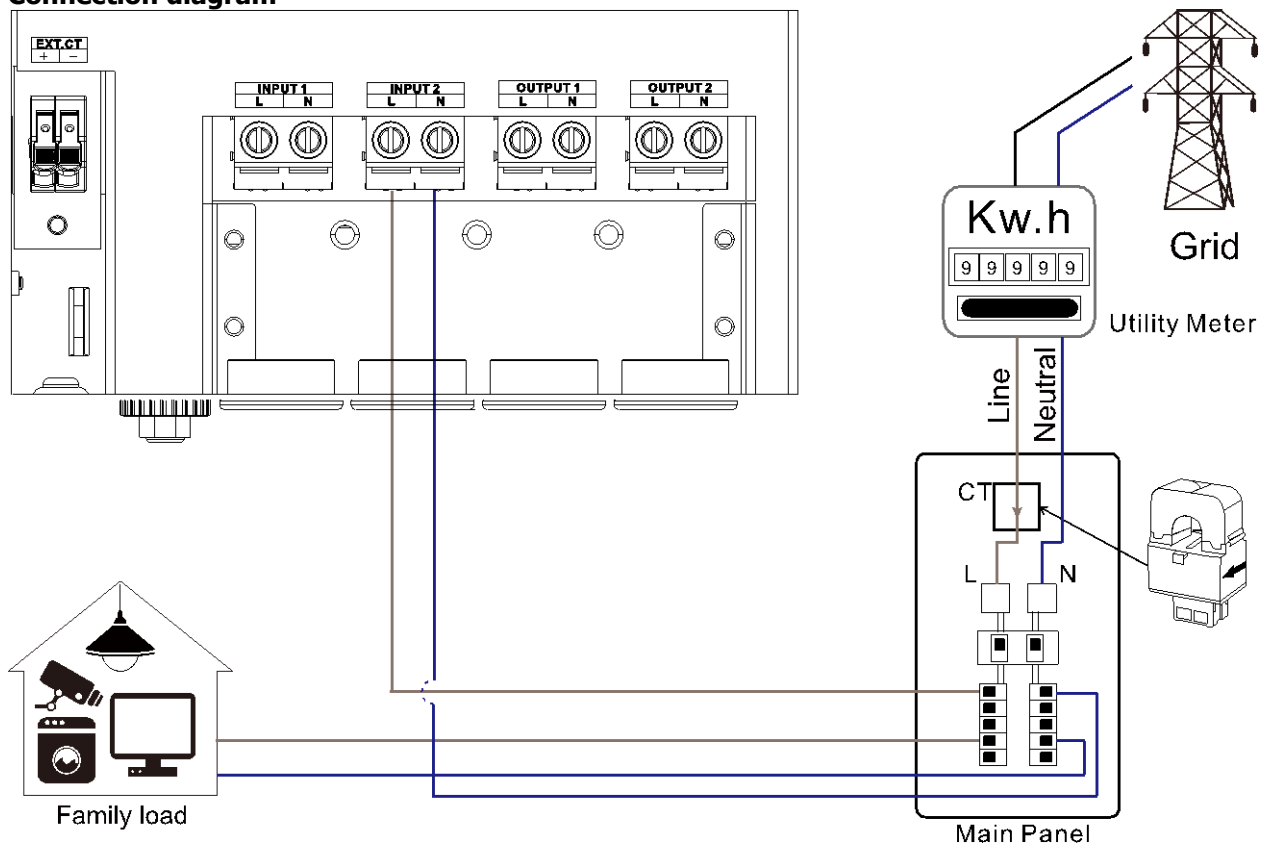 Connection diagram
EXT.CT
+ −
INPUT 1
L N
INPUT 2
L N
OUTPUT 1
L N
OUTPUT 2
L N
Kw.h
9 9 9 9 9
Grid
Utility Meter
Line
Neutral
CT
L N
Family load
Main Panel